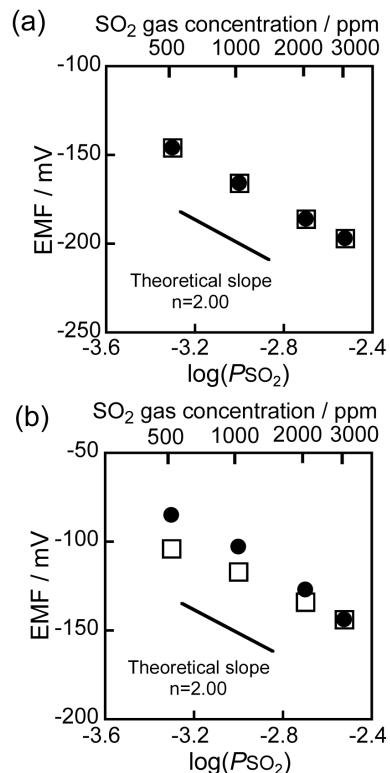 (a)
SO2 gas concentration / ppm
500 1000 2000 3000
-100
-150
-200
-250
EMF / mV
Theoretical slope
n=2.00
-3.6 -3.2 -2.8 -2.4
log(PSO2)
(b)
SO2 gas concentration / ppm
500 1000 2000 3000
-50
-100
-150
-200
EMF / mV
Theoretical slope
n=2.00
-3.6 -3.2 -2.8 -2.4
log(PSO2)